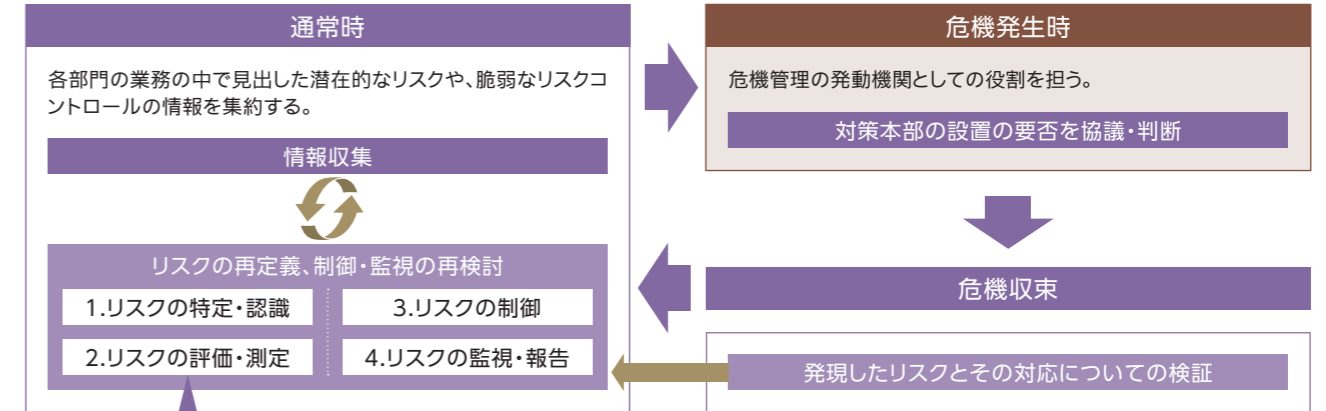 通常時
各部門の業務の中で見出した潜在的なリスクや、脆弱なリスクコ
ントロールの情報を集約する。
情報収集
リスクの再定義、制御・監視の再検討
1.リスクの特定・認識
3.リスクの制御
2.リスクの評価・測定
4.リスクの監視・報告
危機発生時
危機管理の発動機関としての役割を担う。
対策本部の設置の要否を協議・判断
危機収束
発現したリスクとその対応についての検証